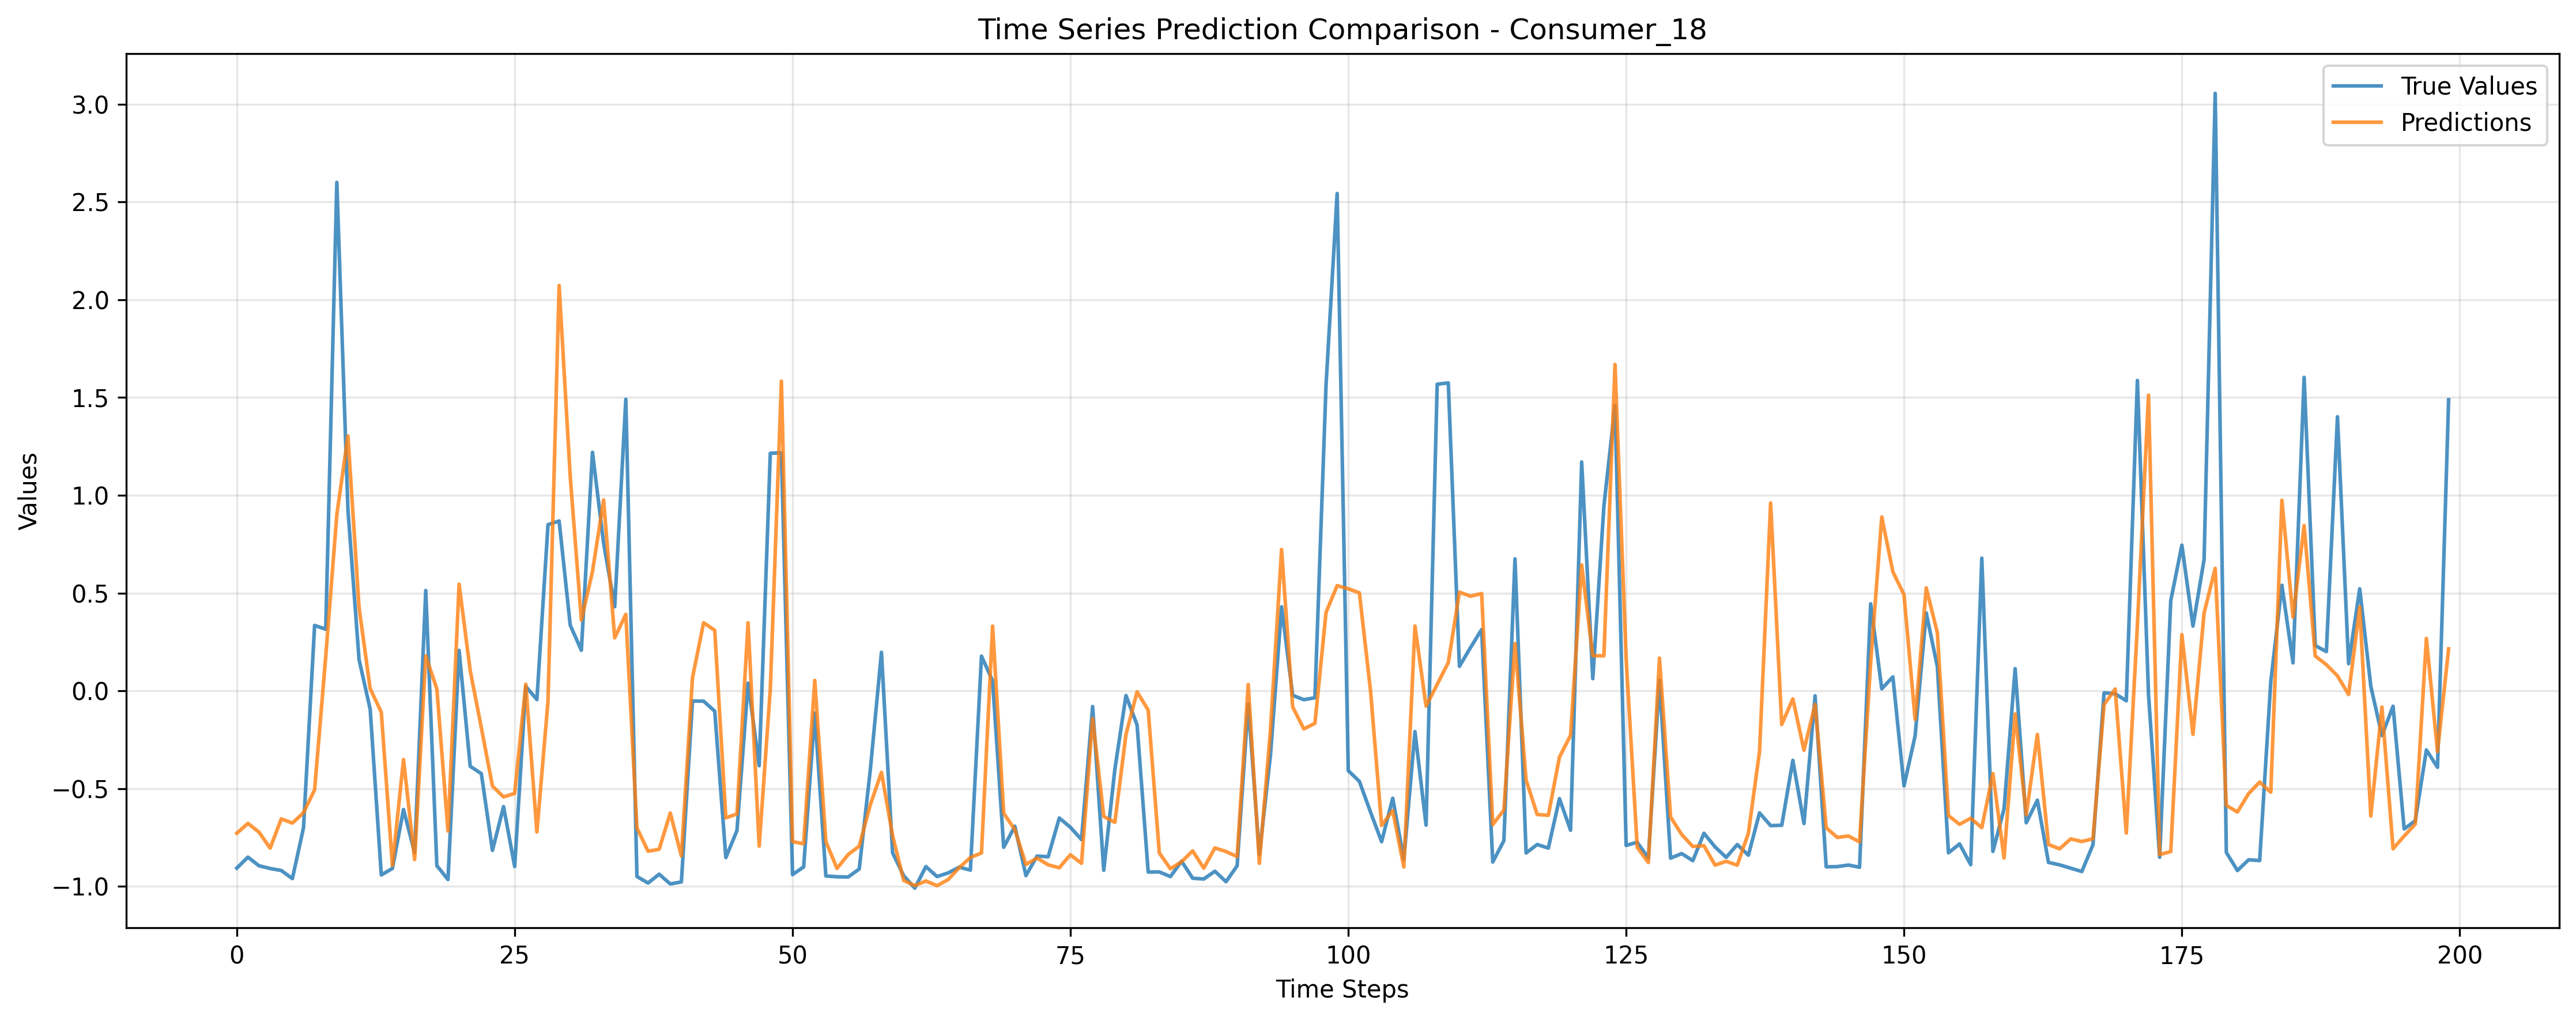 Time Series Prediction Comparison - Consumer_18
True Values
Predictions
Values
3.0
2.5
2.0
1.5
1.0
0.5
0.0
−0.5
−1.0
0 25 50 75 100 125 150 175 200
Time Steps